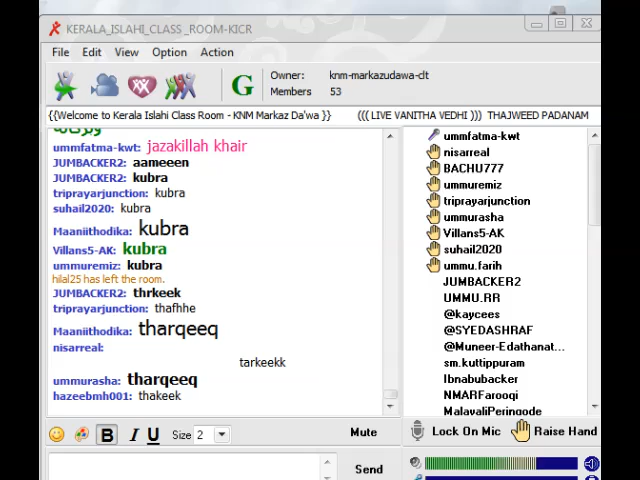 KERALA_ISLAHI_CLASS_ROOM-KICR
File Edit View Option Action
G Owner: knm-markazudawa-clt
Members 53
{{Welcome to Kerala Islahi Class Room - KNM Markaz Da'wa }} ((( LIVE VANITHA VEDHI ))) THAJWEED PADANAM
ummfatma-kwt: jazakillah khair
JUMBACKER2: aameeen
JUMBACKER2: kubra
triprayarjunction: kubra
suhail2020: kubra
Maaniithodika: kubra
Villans5-AK: kubra
ummuremiz: kubra
hilal25 has left the room.
JUMBACKER2: thrkeek
triprayarjunction: thafhhe
Maaniithodika: tharqeeq
nisarreal:
tarkeekk
ummurasha: tharqeeq
hazeebmh001: thakeek
ummufatma-kwt
nisarreal
BACHU777
ummuremiz
triprayarjunction
ummurasha
Villans5-AK
suhail2020
ummu.farih
JUMBACKER2
UMMU.RR
@kaycees
@SYEDASHRAF
@Muneer-Edathanat...
sm.kuttippuram
Ibnabubacker
NMARFarooqi
MalayaliPeringode
B I U Size 2 Mute
Lock On Mic Raise Hand
Send